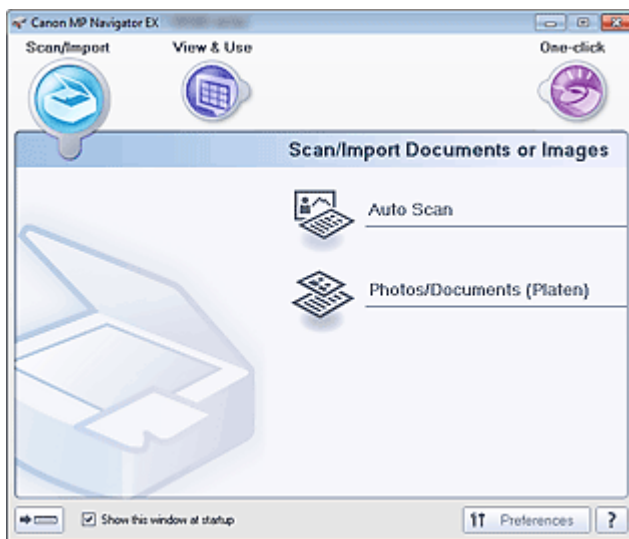 Canon MP Navigator EX
Scan/Import
View & Use
One-click
Scan/Import Documents or Images
Auto Scan
Photos/Documents (Platen)
Show this window at startup
Preferences
?